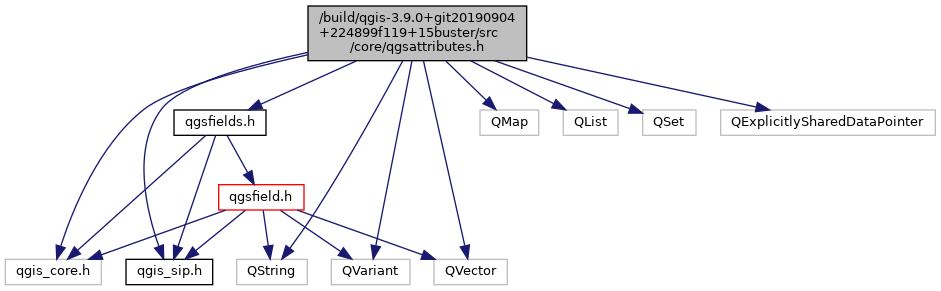 /build/qgis-3.9.0+git20190904
+224899f119+15buster/src
/core/qgsattributes.h
qgsfields.h
QMap
QList
QSet
QExplicitlySharedDataPointer
qgsfield.h
qgis_core.h
qgis_sip.h
QString
QVariant
QVector